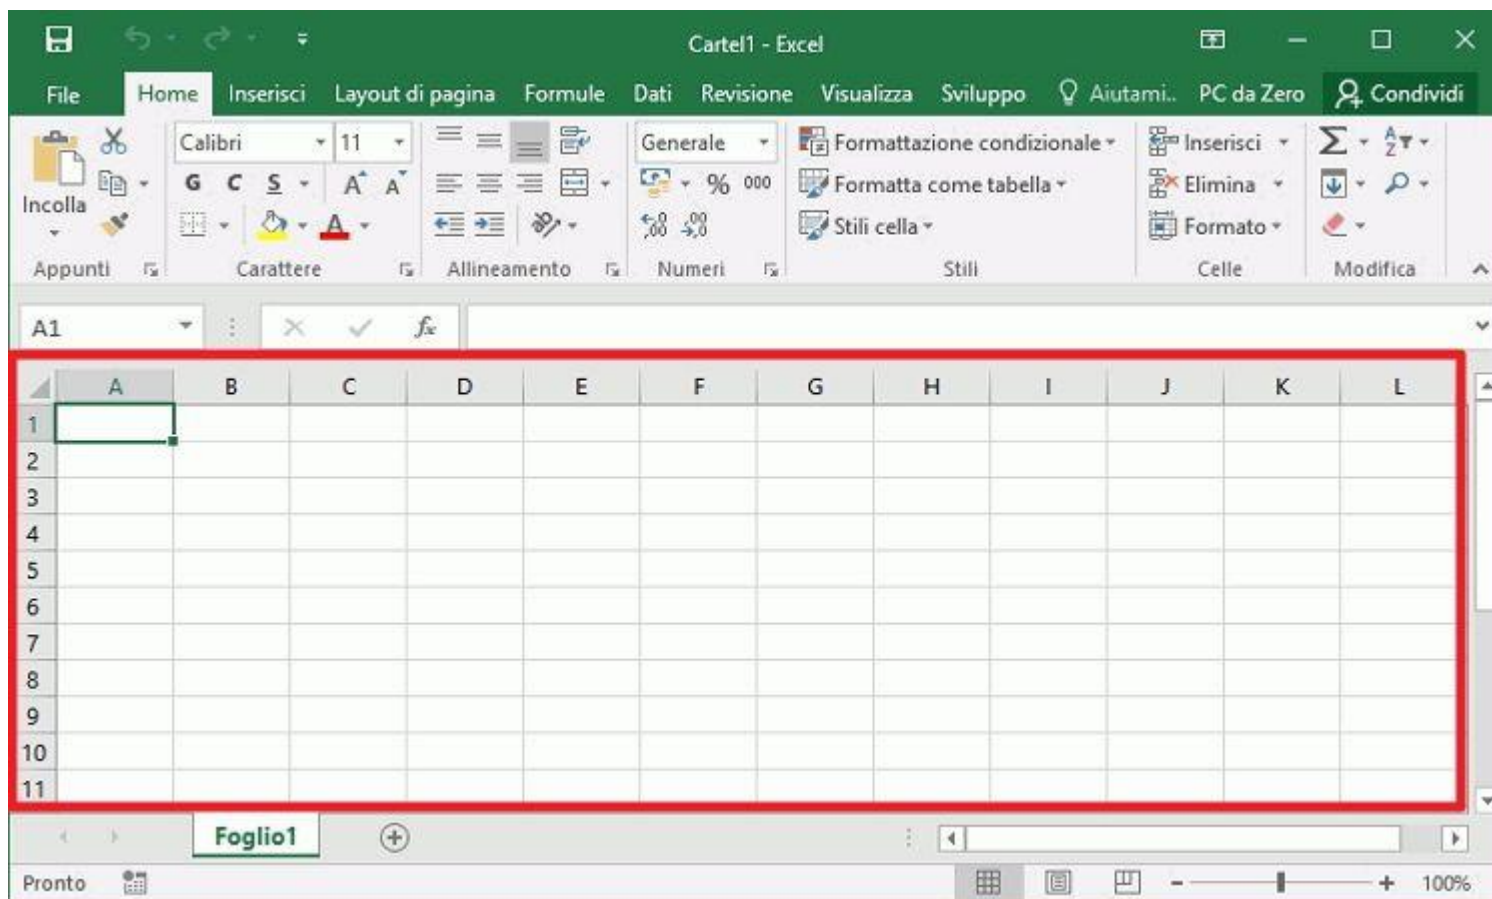 Cartel1 - Excel
File Home Inserisci Layout di pagina Formule Dati Revisione Visualizza Sviluppo Aiutami.. PC da Zero Condividi
Calibri 11 Generale Formattazione condizionale Inserisci Σ A Z
G C S A A % 000 Formatta come tabella Elimina
Incolla
A ,00 ,00 Stili cella Formato
Appunti Carattere Allineamento Numeri Stili Celle Modifica
A1 fx
A B C D E F G H I J K L
1
2
3
4
5
6
7
8
9
10
11
Foglio1
Pronto 100%